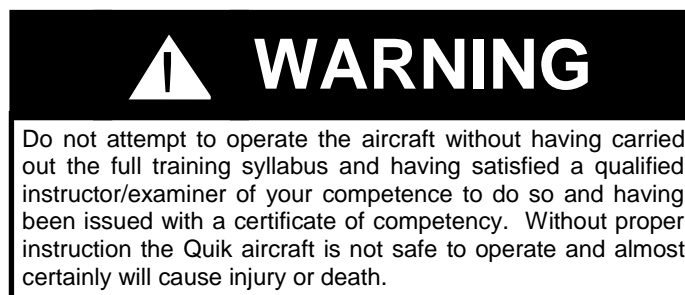 WARNING
Do not attempt to operate the aircraft without having carried
out the full training syllabus and having satisfied a qualified
instructor/examiner of your competence to do so and having
been issued with a certificate of competency. Without proper
instruction the Quik aircraft is not safe to operate and almost
certainly will cause injury or death.